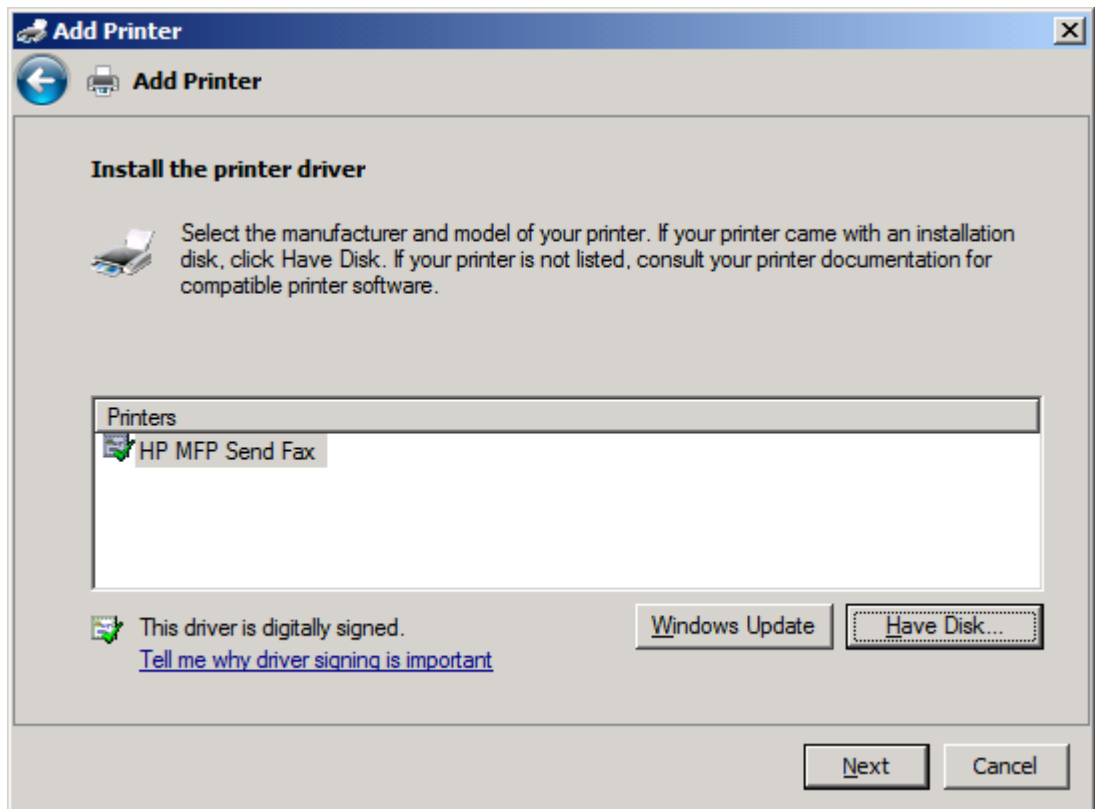 Add Printer
Add Printer
Install the printer driver
Select the manufacturer and model of your printer. If your printer came with an installation
disk, click Have Disk. If your printer is not listed, consult your printer documentation for
compatible printer software.
Printers
HP MFP Send Fax
This driver is digitally signed.
Tell me why driver signing is important
Windows Update
Have Disk...
Next
Cancel